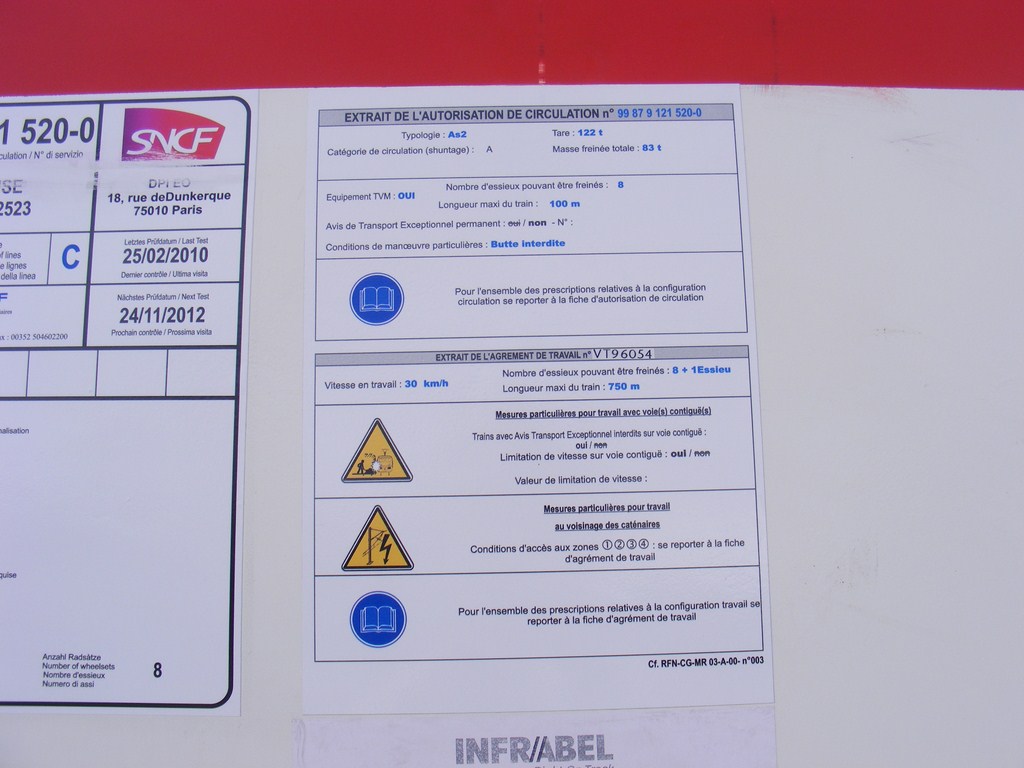 1 520-0
culation / N° di servizio
SNCF
SE
2523
DPI EO
18, rue deDunkerque
75010 Paris
e
of lines
e lignes
della linea
C
Letztes Prüfdatum / Last Test
25/02/2010
Dernier contrôle / Ultima visita
F
Nächstes Prüfdatum / Next Test
24/11/2012
Prochain contrôle / Prossima visita
x : 00352 504602200
nalisation
quise
Anzahl Radsätze
Number of wheelsets
Nombre d'essieux
Numero di assi
8
EXTRAIT DE L'AUTORISATION DE CIRCULATION n° 99 87 9 121 520-0
Typologie : As2
Tare : 122 t
Catégorie de circulation (shuntage) : A
Masse freinée totale : 83 t
Equipement TVM : OUI
Nombre d'essieux pouvant être freinés : 8
Longueur maxi du train : 100 m
Avis de Transport Exceptionnel permanent : oui / non - N° :
Conditions de manœuvre particulières : Butte interdite
Pour l'ensemble des prescriptions relatives à la configuration
circulation se reporter à la fiche d'autorisation de circulation
EXTRAIT DE L'AGREMENT DE TRAVAIL n° VT96054
Vitesse en travail : 30 km/h
Nombre d'essieux pouvant être freinés : 8 + 1Essieu
Longueur maxi du train : 750 m
Mesures particulières pour travail avec voie(s) contiguë(s)
Trains avec Avis Transport Exceptionnel interdits sur voie contiguë :
oui / non
Limitation de vitesse sur voie contiguë : oui / non
Valeur de limitation de vitesse :
Mesures particulières pour travail
au voisinage des caténaires
Conditions d'accès aux zones ①②③④ : se reporter à la fiche
d'agrément de travail
Pour l'ensemble des prescriptions relatives à la configuration travail se
reporter à la fiche d'agrément de travail
Cf. RFN-CG-MR 03-A-00- n°003
INFRABEL